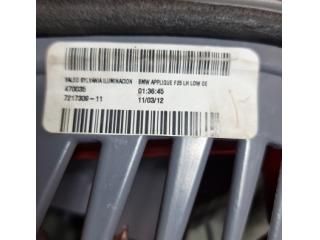 VALEO SYLVANIA ILUMINACION BMW APPLIQUE F25 LH LOW CE
470035 01:36:45
7217309-11 11/03/12